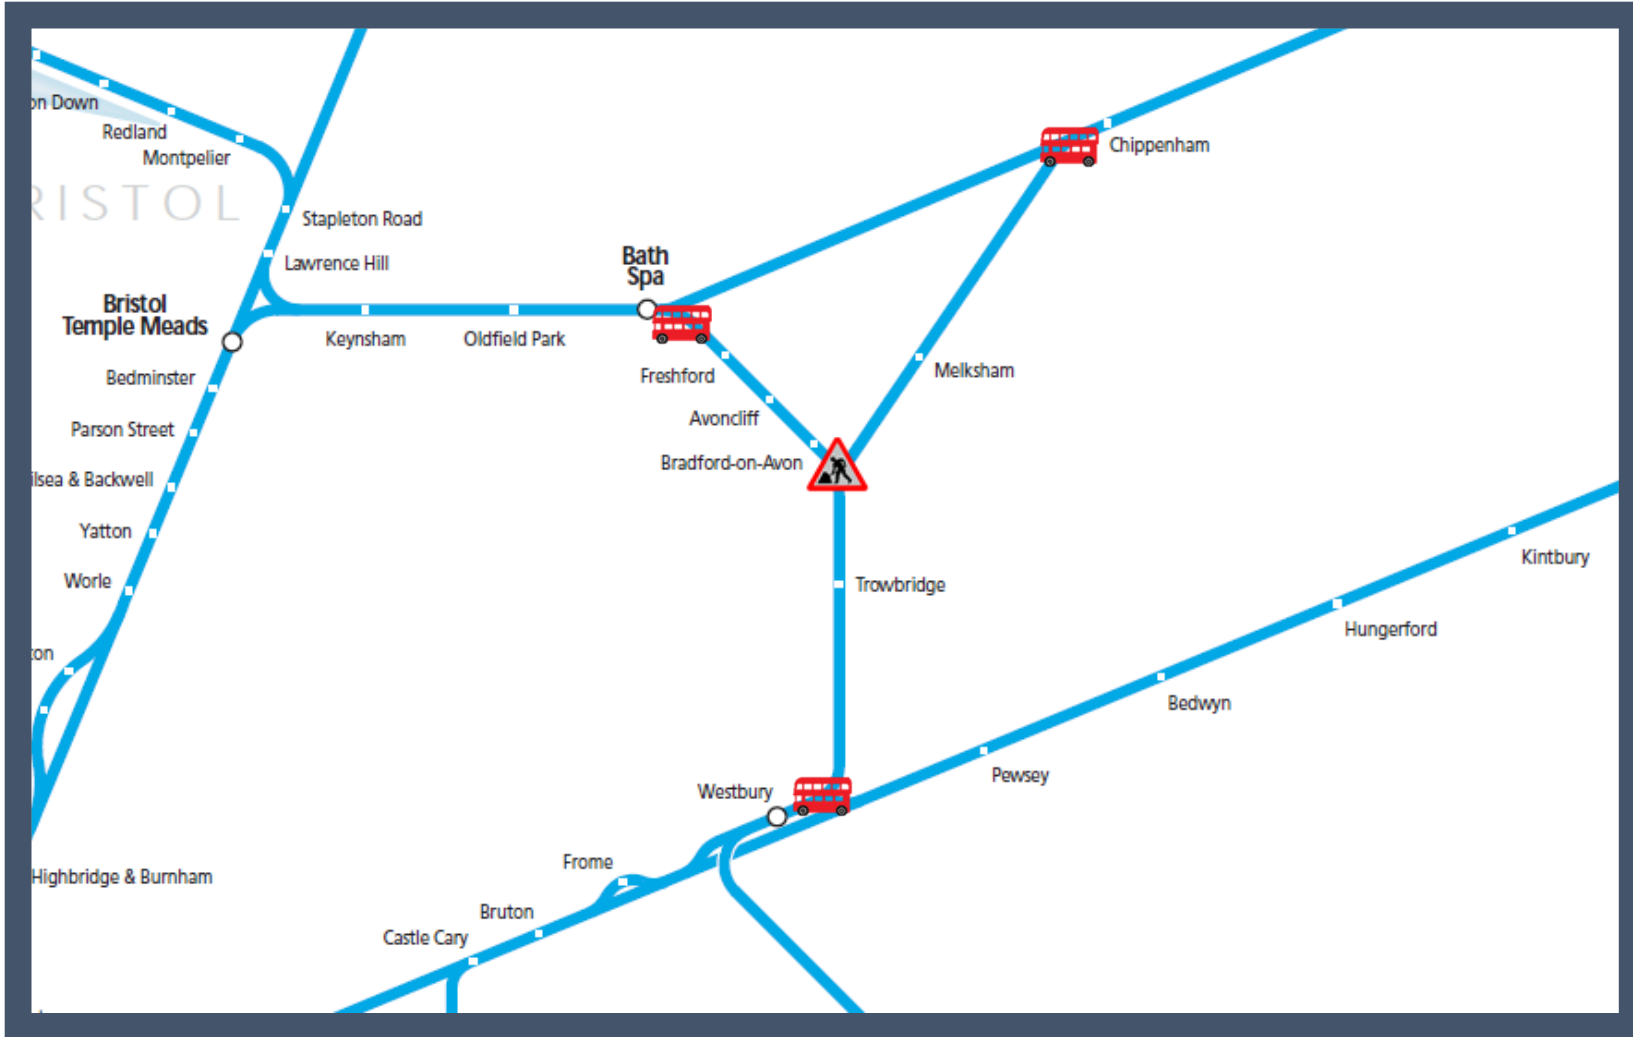 on Down
Redland
Montpelier
RISTOL
Stapleton Road
Lawrence Hill
Bristol
Temple Meads
Bedminster
Parson Street
ilsea & Backwell
Yatton
Worle
ton
Highbridge & Burnham
Keynsham
Oldfield Park
Bath
Spa
Freshford
Avoncliff
Bradford-on-Avon
Chippenham
Melksham
Trowbridge
Westbury
Frome
Bruton
Castle Cary
Pewsey
Bedwyn
Hungerford
Kintbury